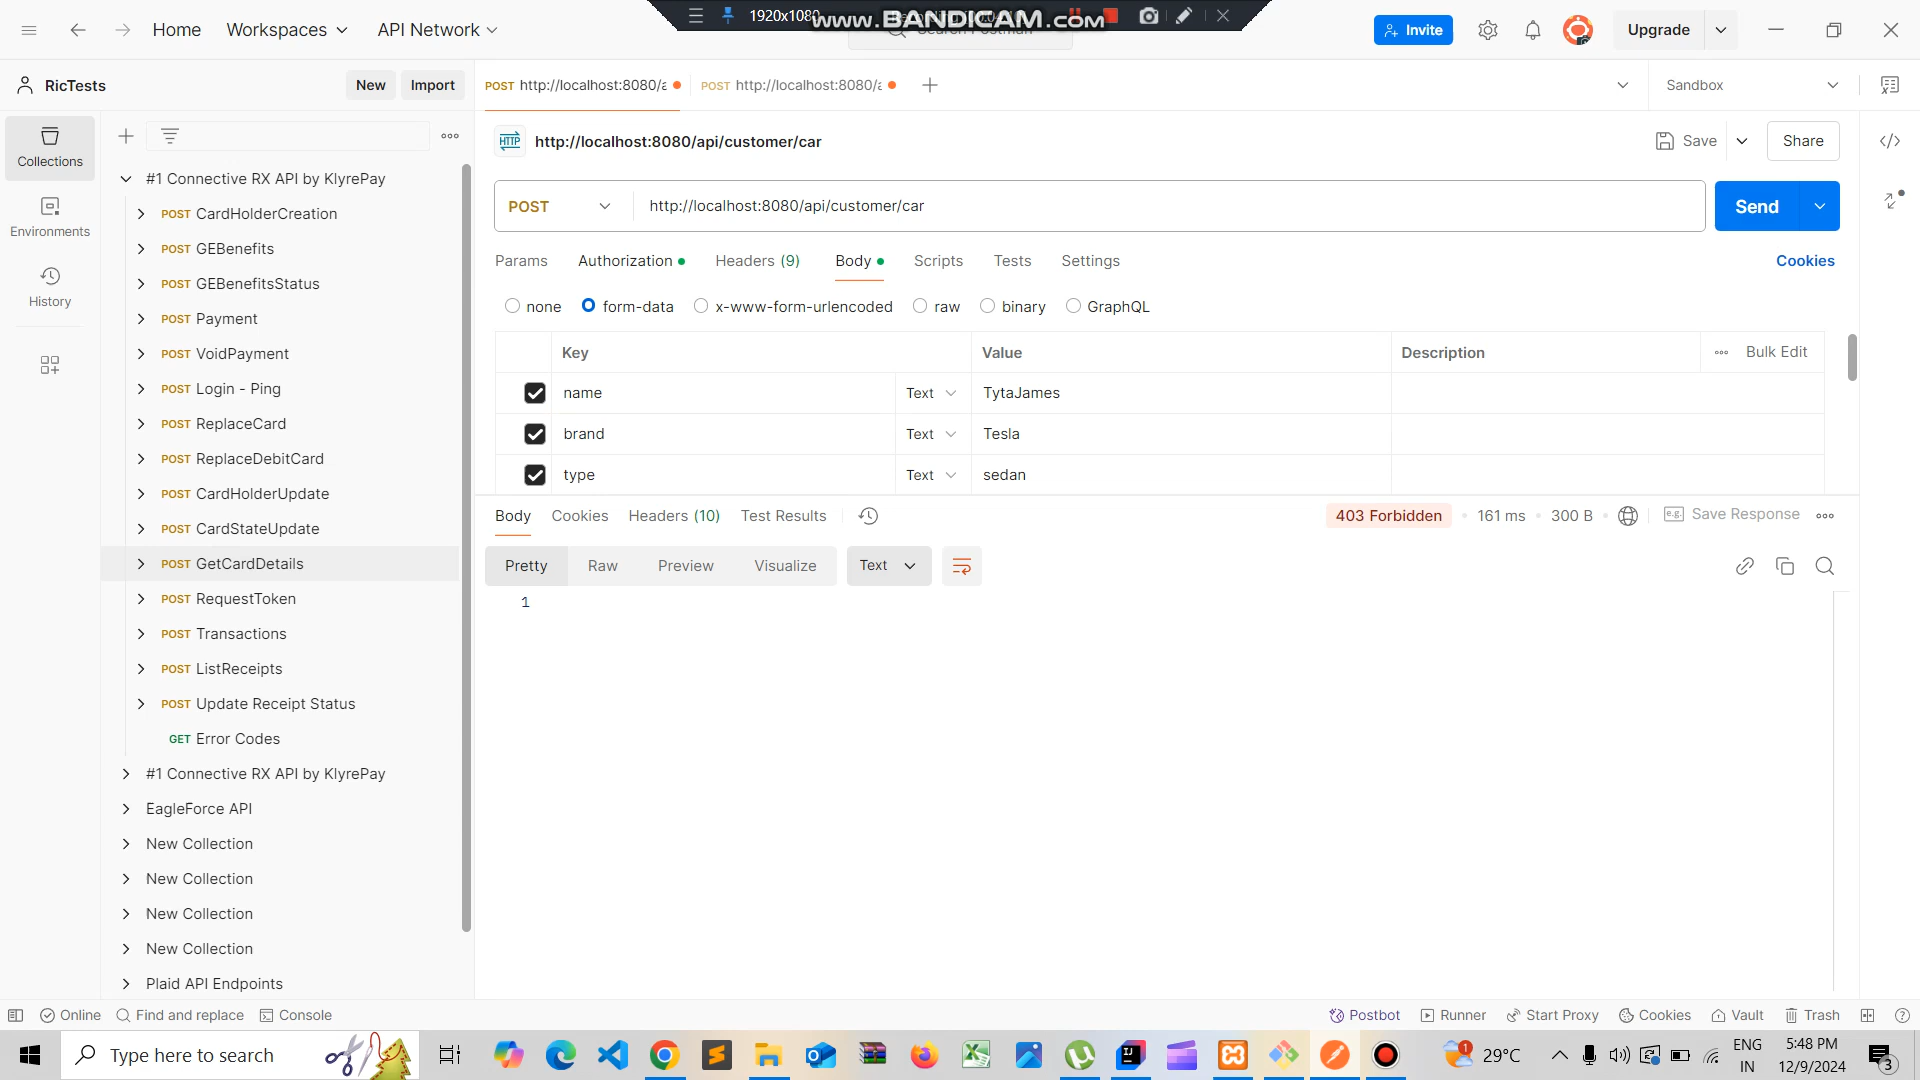 1920x1080
www.BANDICAM.com
Home
Workspaces
API Network
Search Postman
Invite
Upgrade
RicTests
New
Import
POST http://localhost:8080/a
POST http://localhost:8080/a
Sandbox
HTTP
http://localhost:8080/api/customer/car
Save
Share
POST
http://localhost:8080/api/customer/car
Send
Params
Authorization
Headers (9)
Body
Scripts
Tests
Settings
Cookies
none
form-data
x-www-form-urlencoded
raw
binary
GraphQL
Key
Value
Description
Bulk Edit
name
Text
TytaJames
brand
Text
Tesla
type
Text
sedan
Body
Cookies
Headers (10)
Test Results
403 Forbidden
161 ms
300 B
e.g.
Save Response
Pretty
Raw
Preview
Visualize
Text
1
Collections
Environments
History
#1 Connective RX API by KlyrePay
POST CardHolderCreation
POST GEBenefits
POST GEBenefitsStatus
POST Payment
POST VoidPayment
POST Login - Ping
POST ReplaceCard
POST ReplaceDebitCard
POST CardHolderUpdate
POST CardStateUpdate
POST GetCardDetails
POST RequestToken
POST Transactions
POST ListReceipts
POST Update Receipt Status
GET Error Codes
#1 Connective RX API by KlyrePay
EagleForce API
New Collection
New Collection
New Collection
New Collection
Plaid API Endpoints
Online
Find and replace
Console
Postbot
Runner
Start Proxy
Cookies
Vault
Trash
Type here to search
1
29°C
ENG
IN
5:48 PM
12/9/2024
3